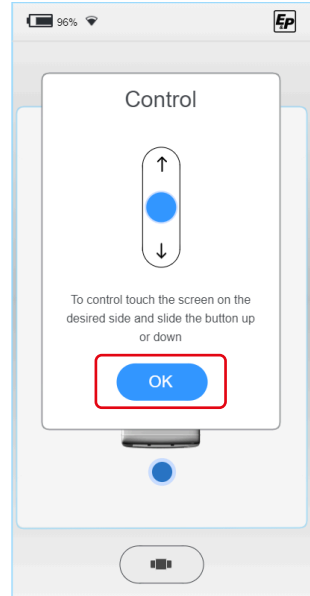 96%
EP
Control
To control touch the screen on the
desired side and slide the button up
or down
OK